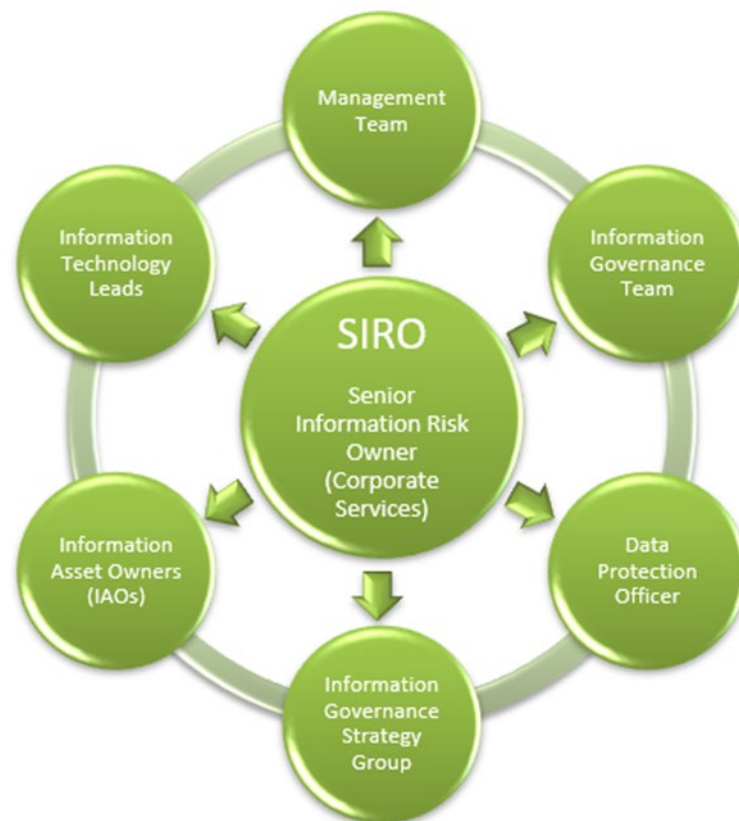 Management
Team
Information
Technology
Leads
Information
Governance
Team
SIRO
Senior
Information Risk
Owner
(Corporate
Services)
Information
Asset Owners
(IAOs)
Data
Protection
Officer
Information
Governance
Strategy
Group